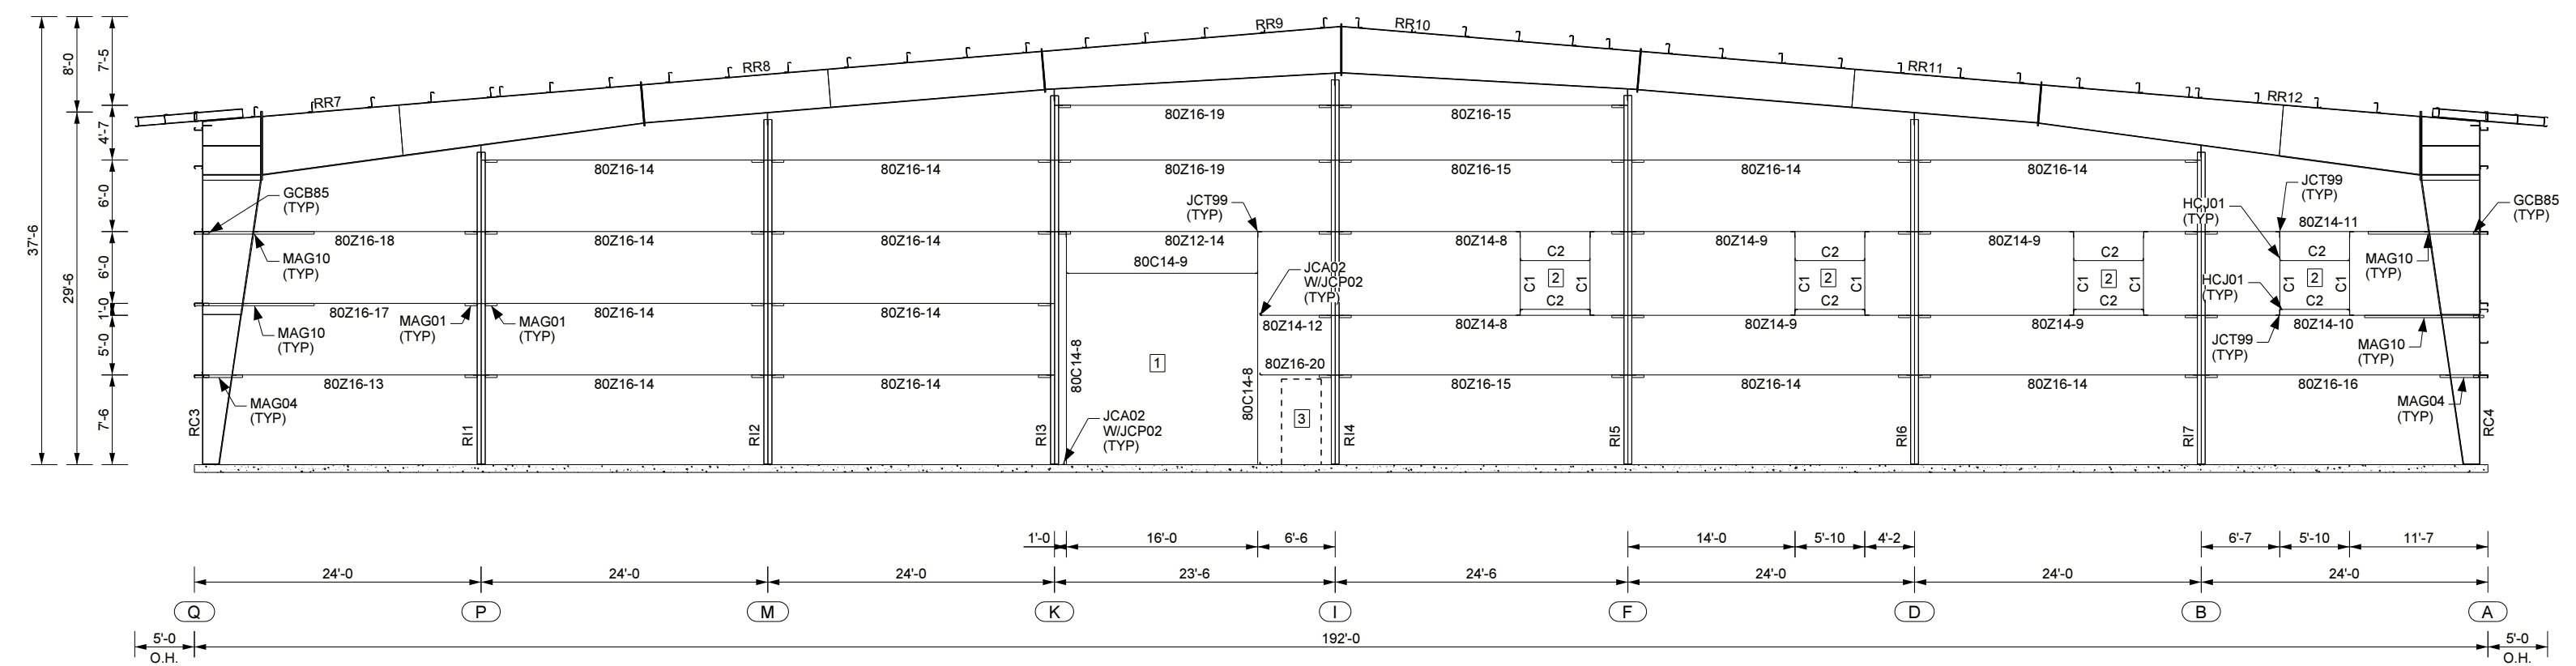 RR9
RR10
RR8
RR11
RR7
RR12
37'-6
8'-0
29'-6
7'-5
4'-7
6'-0
6'-0
1'-0
5'-0
7'-6
80Z16-19
80Z16-15
80Z16-14
80Z16-14
80Z16-19
80Z16-15
80Z16-14
80Z16-14
GCB85
(TYP)
JCT99
(TYP)
HCJ01
(TYP)
JCT99
(TYP)
GCB85
(TYP)
80Z16-18
80Z16-14
80Z16-14
80Z12-14
80Z14-8
80Z14-9
80Z14-9
80Z14-11
MAG10
(TYP)
80C14-9
JCA02
W/JCP02
(TYP)
C2
C1
2
C1
C2
C2
C1
2
C1
C2
C2
C1
2
C1
C2
HCJ01
(TYP)
C2
C1
2
C1
C2
MAG10
(TYP)
80Z16-17
MAG01
(TYP)
MAG01
(TYP)
80Z16-14
80Z16-14
MAG10
(TYP)
80Z14-12
80Z14-8
80Z14-9
80Z14-9
80Z14-10
JCT99
(TYP)
MAG10
(TYP)
80C14-8
1
80C14-8
80Z16-20
80Z16-13
80Z16-14
80Z16-14
80Z16-15
80Z16-14
80Z16-14
80Z16-16
MAG04
(TYP)
JCA02
W/JCP02
(TYP)
3
MAG04
(TYP)
RC3
RI1
RI2
RI3
RI4
RI5
RI6
RI7
RC4
1'-0
16'-0
6'-6
14'-0
5'-10
4'-2
6'-7
5'-10
11'-7
24'-0
24'-0
24'-0
23'-6
24'-6
24'-0
24'-0
24'-0
Q
P
M
K
I
F
D
B
A
5'-0
O.H.
192'-0
5'-0
O.H.